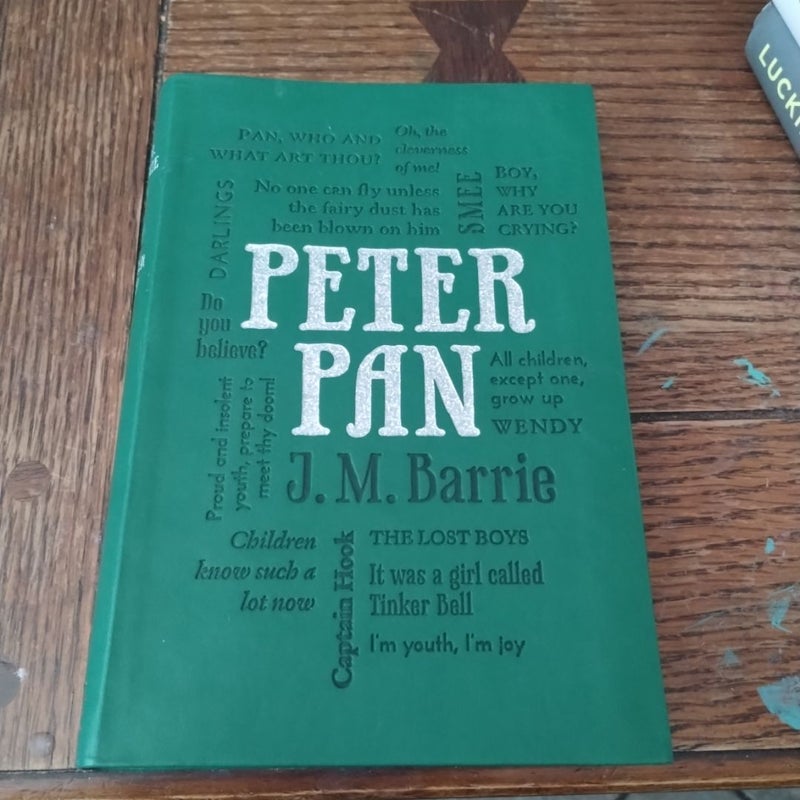 PAN, WHO AND
WHAT ART THOU?
Oh, the
cleverness
of me!
No one can fly unless
the fairy dust has
been blown on him
SMEE
BOY,
WHY
ARE YOU
CRYING?
DARLINGS
PETER
PAN
Do
you
believe?
All children,
except one,
grow up
WENDY
Proud and insolent
youth, prepare to
meet thy doom!
J. M. Barrie
Children
know such a
lot now
Captain Hook
THE LOST BOYS
It was a girl called
Tinker Bell
I'm youth, I'm joy